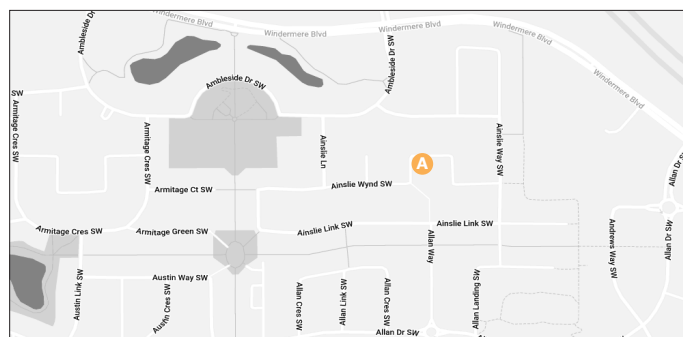 Windermere Blvd
Windermere Blvd
Ambleside Dr SW
Ambleside Dr SW
Windermere Blvd
Ambleside Dr SW
SW
Armitage Cres SW
Armitage Cres SW
Ainslie Ln
Ainslie Way SW
A
Allan Dr SW
Armitage Ct SW
Ainslie Wynd SW
Armitage Cres SW
Armitage Green SW
Ainslie Link SW
Ainslie Link SW
Allan Way
Andrews Way SW
Allan Dr SW
Austin Link SW
Austin Way SW
Austin Cres SW
Allan Cres SW
Allan Link SW
Allan Cres SW
Allan Landing SW
Allan Dr SW